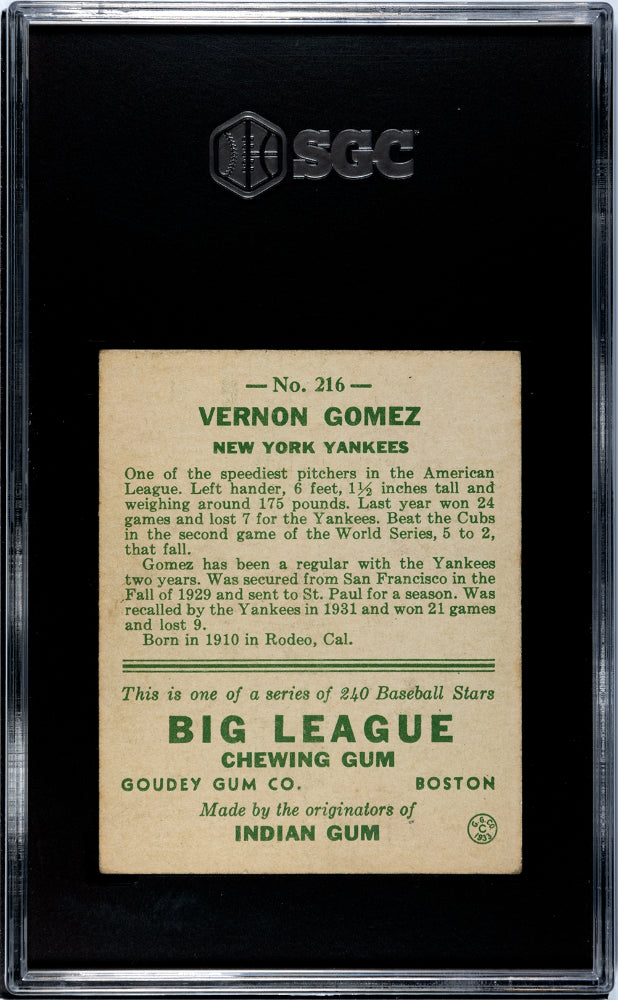 SGC
— No. 216 —
VERNON GOMEZ
NEW YORK YANKEES
One of the speediest pitchers in the American
League. Left hander, 6 feet, 1½ inches tall and
weighing around 175 pounds. Last year won 24
games and lost 7 for the Yankees. Beat the Cubs
in the second game of the World Series, 5 to 2,
that fall.
Gomez has been a regular with the Yankees
two years. Was secured from San Francisco in the
Fall of 1929 and sent to St. Paul for a season. Was
recalled by the Yankees in 1931 and won 21 games
and lost 9.
Born in 1910 in Rodeo, Cal.
This is one of a series of 240 Baseball Stars
BIG LEAGUE
CHEWING GUM
GOUDEY GUM CO. BOSTON
Made by the originators of
INDIAN GUM
G. G. CO.
C
1933